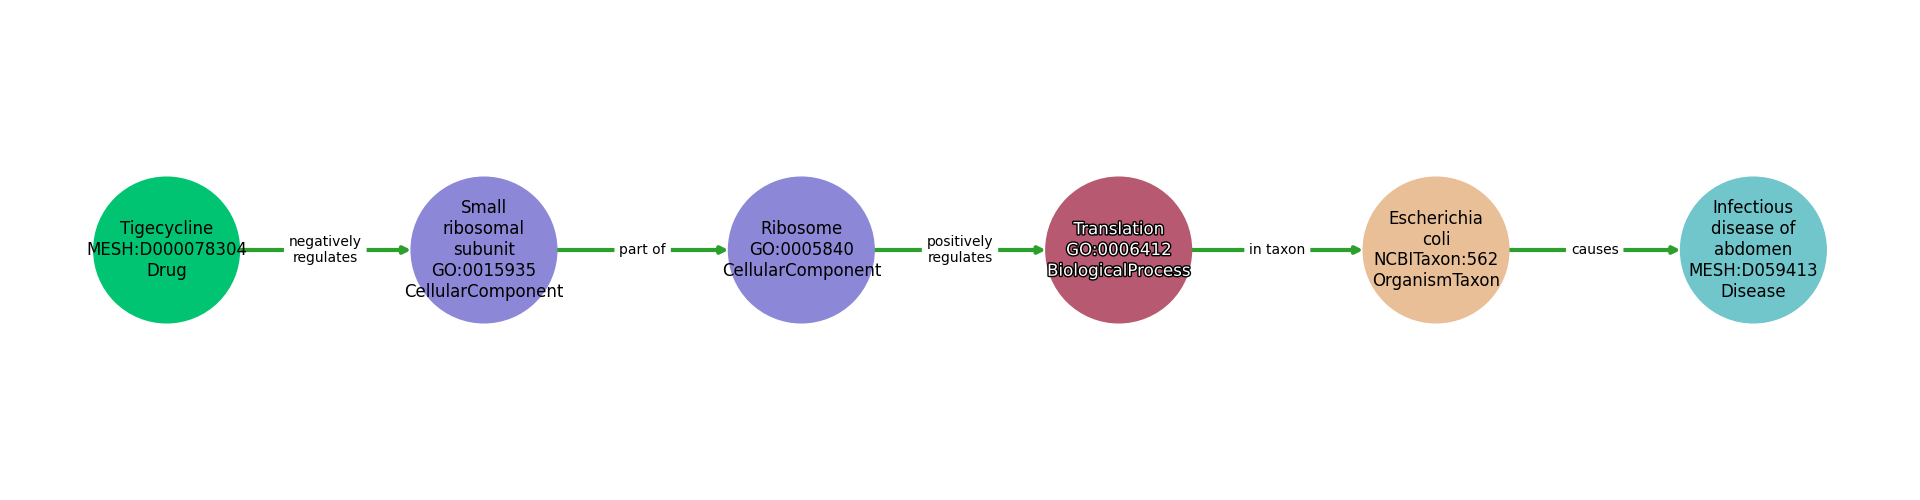 Tigecycline
MESH:D000078304
Drug
negatively
regulates
Small
ribosomal
subunit
GO:0015935
CellularComponent
part of
Ribosome
GO:0005840
CellularComponent
positively
regulates
Translation
GO:0006412
BiologicalProcess
in taxon
Escherichia
coli
NCBITaxon:562
OrganismTaxon
causes
Infectious
disease of
abdomen
MESH:D059413
Disease